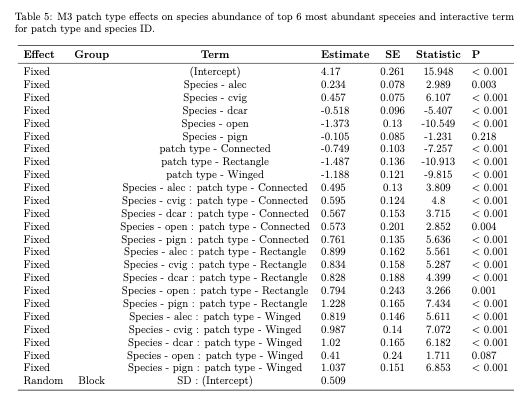 Table 5: M3 patch type effects on species abundance of top 6 most abundant speceies and interactive term
for patch type and species ID.
Effect Group Term Estimate SE Statistic P
Fixed (Intercept) 4.17 0.261 15.948 < 0.001
Fixed Species - alec 0.234 0.078 2.989 0.003
Fixed Species - cvig 0.457 0.075 6.107 < 0.001
Fixed Species - dcar -0.518 0.096 -5.407 < 0.001
Fixed Species - open -1.373 0.13 -10.549 < 0.001
Fixed Species - pign -0.105 0.085 -1.231 0.218
Fixed patch type - Connected -0.749 0.103 -7.257 < 0.001
Fixed patch type - Rectangle -1.487 0.136 -10.913 < 0.001
Fixed patch type - Winged -1.188 0.121 -9.815 < 0.001
Fixed Species - alec : patch type - Connected 0.495 0.13 3.809 < 0.001
Fixed Species - cvig : patch type - Connected 0.595 0.124 4.8 < 0.001
Fixed Species - dcar : patch type - Connected 0.567 0.153 3.715 < 0.001
Fixed Species - open : patch type - Connected 0.573 0.201 2.852 0.004
Fixed Species - pign : patch type - Connected 0.761 0.135 5.636 < 0.001
Fixed Species - alec : patch type - Rectangle 0.899 0.162 5.561 < 0.001
Fixed Species - cvig : patch type - Rectangle 0.834 0.158 5.287 < 0.001
Fixed Species - dcar : patch type - Rectangle 0.828 0.188 4.399 < 0.001
Fixed Species - open : patch type - Rectangle 0.794 0.243 3.266 0.001
Fixed Species - pign : patch type - Rectangle 1.228 0.165 7.434 < 0.001
Fixed Species - alec : patch type - Winged 0.819 0.146 5.611 < 0.001
Fixed Species - cvig : patch type - Winged 0.987 0.14 7.072 < 0.001
Fixed Species - dcar : patch type - Winged 1.02 0.165 6.182 < 0.001
Fixed Species - open : patch type - Winged 0.41 0.24 1.711 0.087
Fixed Species - pign : patch type - Winged 1.037 0.151 6.853 < 0.001
Random Block SD : (Intercept) 0.509